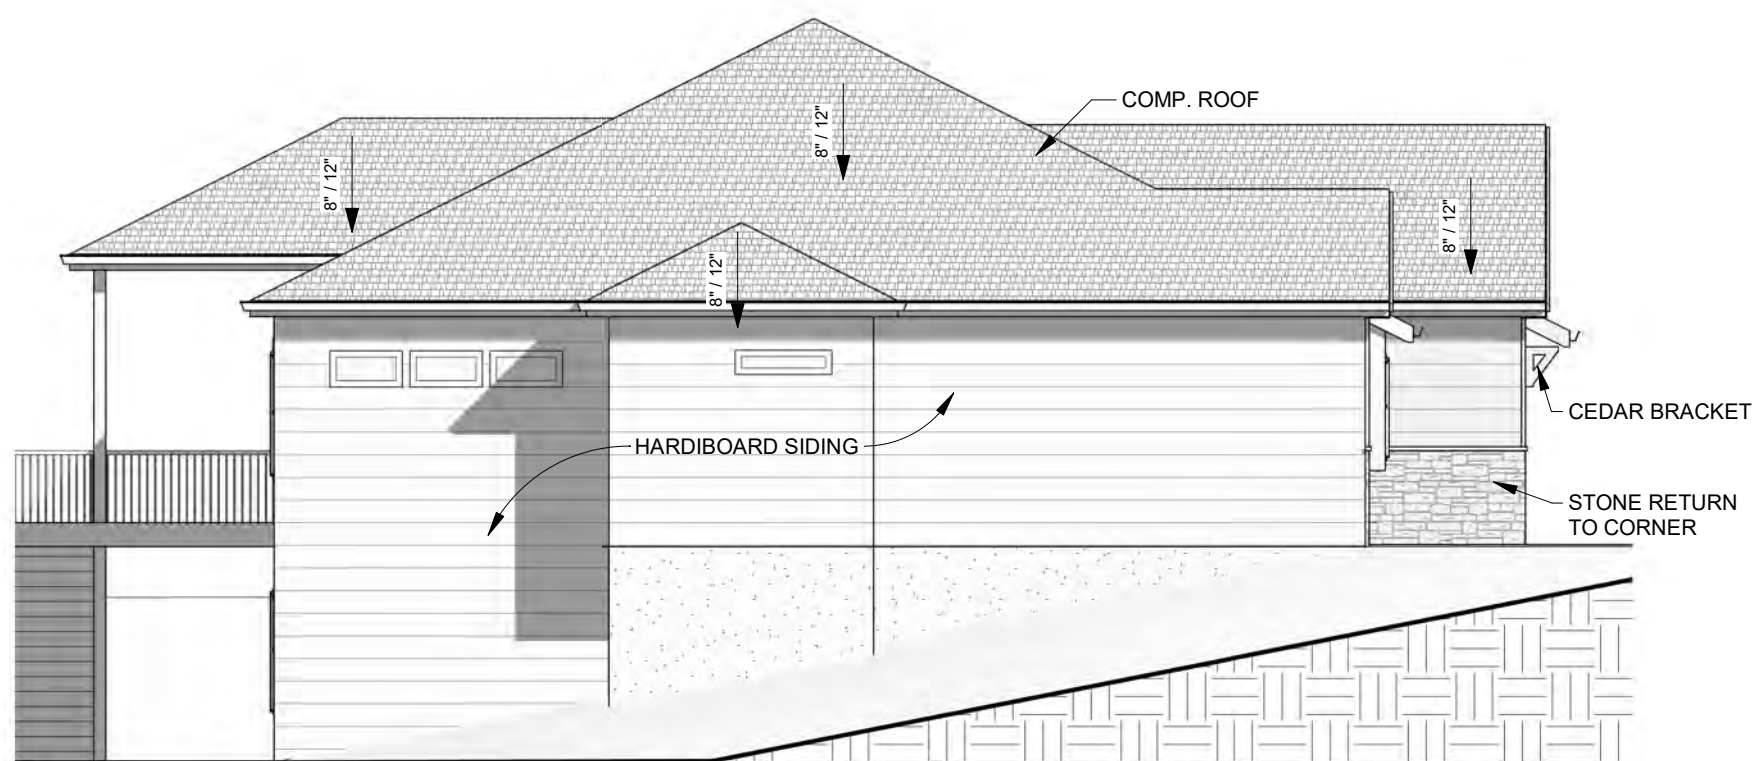 COMP. ROOF
8" / 12"
8" / 12"
8" / 12"
8" / 12"
CEDAR BRACKET
HARDIBOARD SIDING
STONE RETURN
TO CORNER